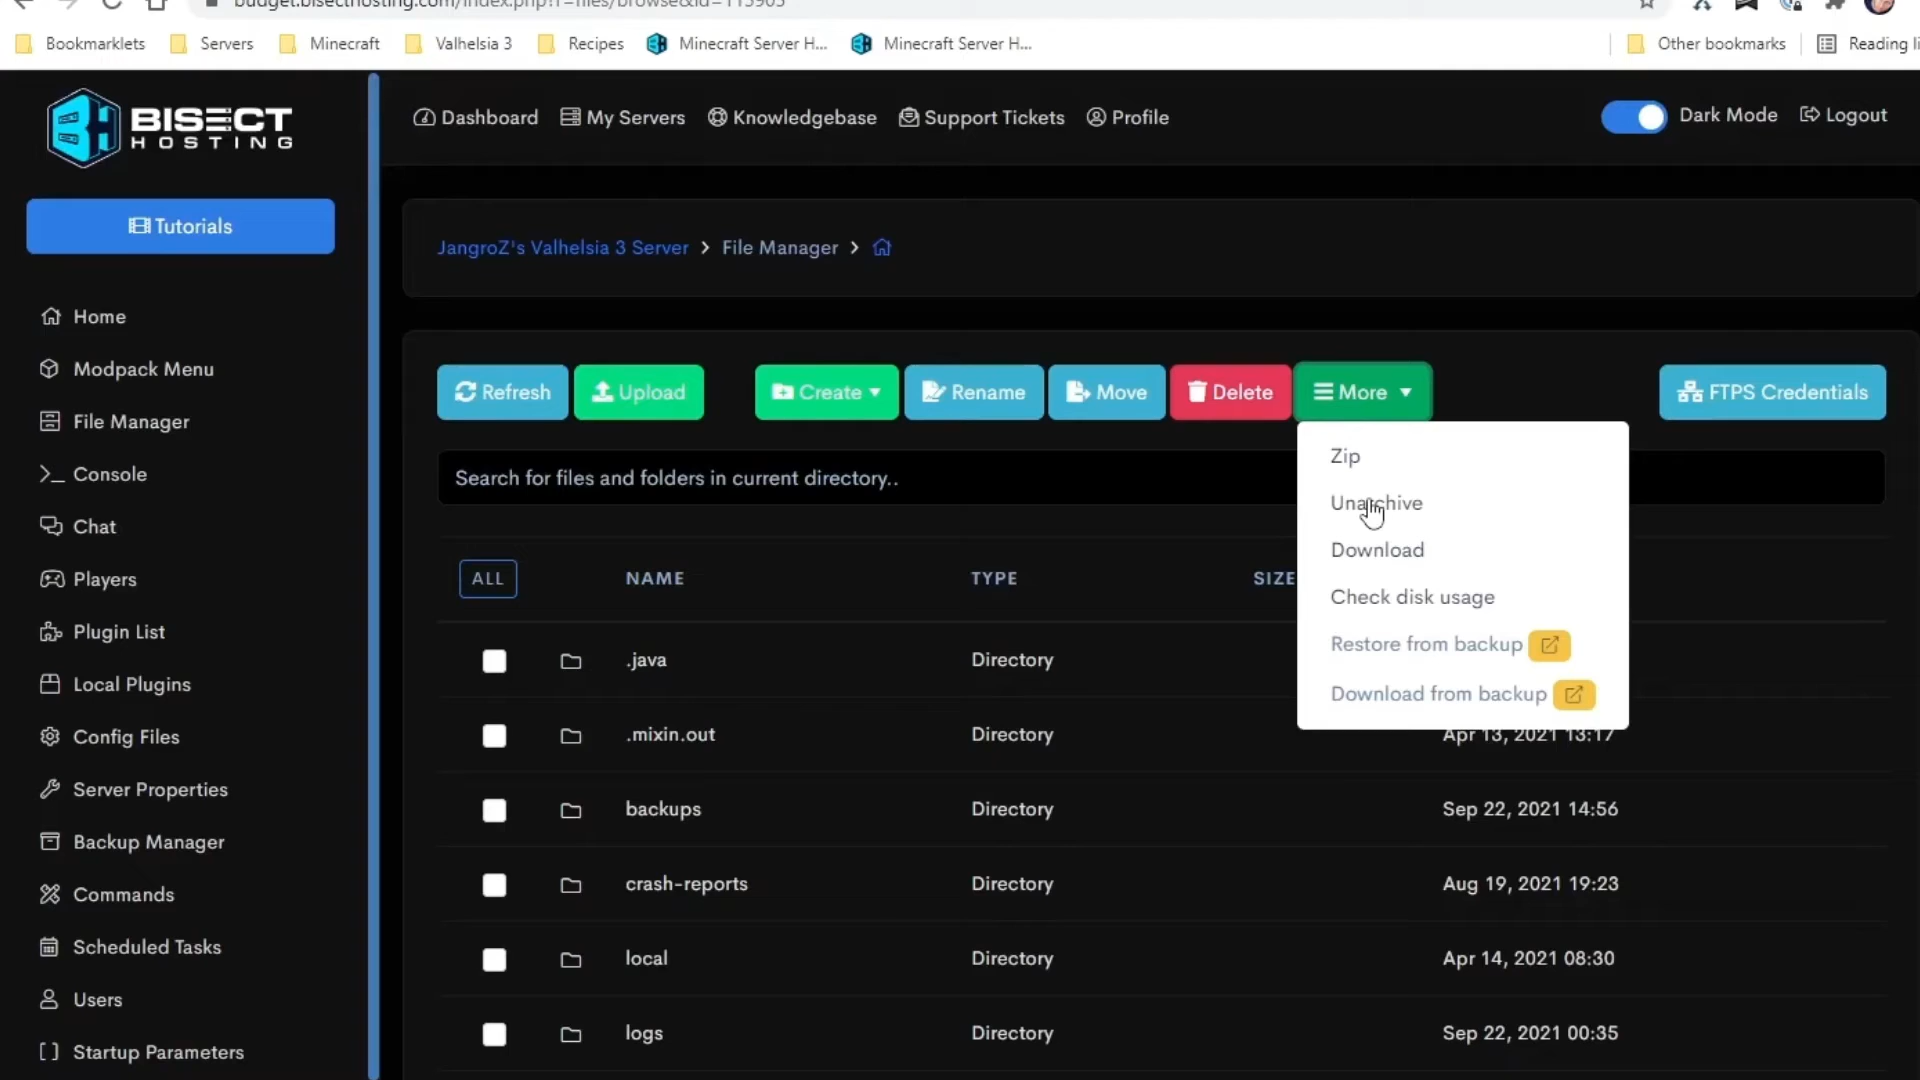 budget.bisecthosting.com/index.php?r=files/browse&id=115905
Bookmarklets Servers Minecraft Valhelsia 3 Recipes Minecraft Server H... Minecraft Server H... Other bookmarks Reading li
BISECT
HOSTING
Dashboard My Servers Knowledgebase Support Tickets Profile Dark Mode Logout
Tutorials
JangroZ's Valhelsia 3 Server > File Manager >
Home
Modpack Menu
File Manager
Console
Chat
Players
Plugin List
Local Plugins
Config Files
Server Properties
Backup Manager
Commands
Scheduled Tasks
Users
Startup Parameters
Refresh Upload Create Rename Move Delete More FTPS Credentials
Search for files and folders in current directory..
Zip
Unarchive
Download
Check disk usage
Restore from backup
Download from backup
ALL NAME TYPE SIZE
.java Directory
.mixin.out Directory Apr 13, 2021 13:17
backups Directory Sep 22, 2021 14:56
crash-reports Directory Aug 19, 2021 19:23
local Directory Apr 14, 2021 08:30
logs Directory Sep 22, 2021 00:35